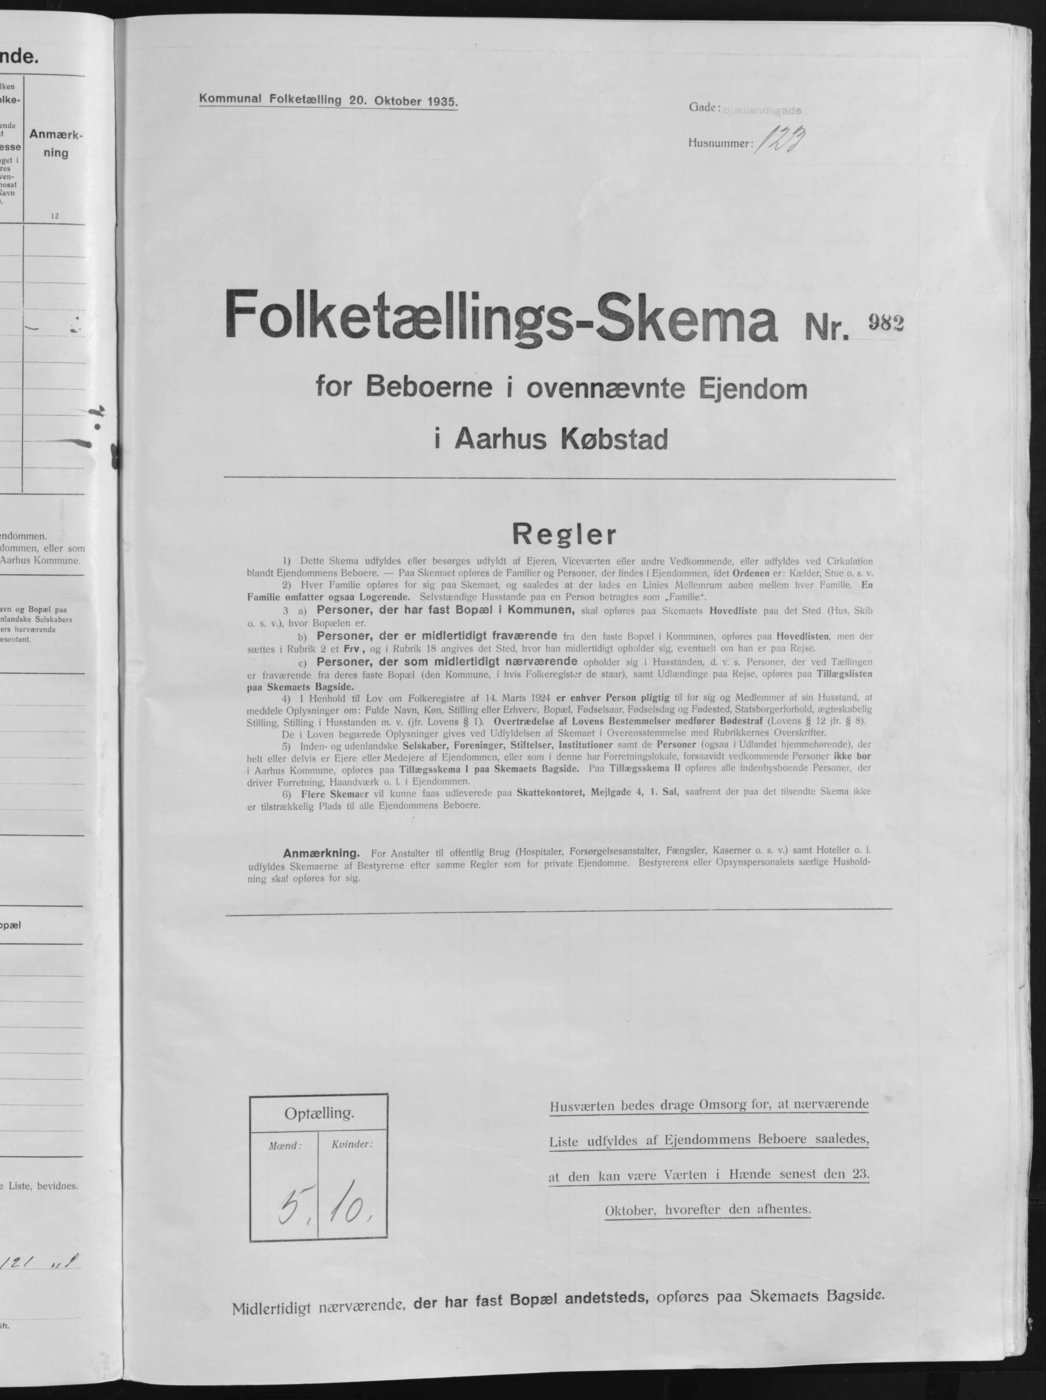 nde.
Anmærk-
ning
12
Kommunal Folketælling 20. Oktober 1935.
Gade: Sjællandsgade
Husnummer: 123
Folketællings-Skema Nr. 982
for Beboerne i ovennævnte Ejendom
i Aarhus Købstad
Regler
1) Dette Skema udfyldes eller besørges udfyldt af Ejeren, Viceværten eller andre Vedkommende, eller udfyldes ved Cirkulation
blandt Ejendommens Beboere. — Paa Skemaet opføres de Familier og Personer, der findes i Ejendommen, idet Ordenen er: Kælder, Stue o. s. v.
2) Hver Familie opføres for sig paa Skemaet, og saaledes at der lades en Linies Mellemrum aaben mellem hver Familie. En
Familie omfatter ogsaa Logerende. Selvstændige Husstande paa en Person betragtes som „Familie“.
3 a) Personer, der har fast Bopæl i Kommunen, skal opføres paa Skemaets Hovedliste paa det Sted (Hus, Skib
o. s. v.), hvor Bopælen er.
b) Personer, der er midlertidigt fraværende fra den faste Bopæl i Kommunen, opføres paa Hovedlisten, men der
sættes i Rubrik 2 et Frv., og i Rubrik 18 angives det Sted, hvor han midlertidigt opholder sig, eventuelt om han er paa Rejse.
c) Personer, der som midlertidigt nærværende opholder sig i Husstanden, d. v. s. Personer, der ved Tællingen
er fraværende fra deres faste Bopæl (den Kommune, i hvis Folkeregister de staar), samt Udlændinge paa Rejse, opføres paa Tillægslisten
paa Skemaets Bagside.
4) I Henhold til Lov om Folkeregistre af 14. Marts 1924 er enhver Person pligtig til for sig og Medlemmer af sin Husstand, at
meddele Oplysninger om: Fulde Navn, Køn, Stilling eller Erhverv, Bopæl, Fødselsaar, Fødselsdag og Fødested, Statsborgerforhold, ægteskabelig
Stilling, Stilling i Husstanden m. v. (jfr. Lovens § 1). Overtrædelse af Lovens Bestemmelser medfører Bødestraf (Lovens § 12 jfr. § 8).
De i Loven begærede Oplysninger gives ved Udfyldelsen af Skemaet i Overensstemmelse med Rubrikkernes Overskrifter.
5) Inden- og udenlandske Selskaber, Foreninger, Stiftelser, Institutioner samt de Personer (ogsaa i Udlandet hjemmehørende), der
helt eller delvis er Ejere eller Medejere af Ejendommen, eller som i denne har Forretningslokale, forsaavidt vedkommende Personer ikke bor
i Aarhus Kommune, opføres paa Tillægsskema I paa Skemaets Bagside. Paa Tillægsskema II opføres alle indenbysboende Personer, der
driver Forretning, Haandværk o. l. i Ejendommen.
6) Flere Skemaer vil kunne faas udleverede paa Skattekontoret, Mejlgade 4, 1. Sal, saafremt der paa det tilsendte Skema ikke
er tilstrækkelig Plads til alle Ejendommens Beboere.
Anmærkning. For Anstalter til offentlig Brug (Hospitaler, Forsørgelsesanstalter, Fængsler, Kaserner o. s. v.) samt Hoteller o. l.
udfyldes Skemaerne af Bestyrerne efter samme Regler som for private Ejendomme. Bestyrerens eller Opsynspersonalets særlige Hushold-
ning skal opføres for sig.
Optælling.
Mænd: Kvinder:
5, 10,
Husværten bedes drage Omsorg for, at nærværende
Liste udfyldes af Ejendommens Beboere saaledes,
at den kan være Værten i Hænde senest den 23.
Oktober, hvorefter den afhentes.
Midlertidigt nærværende, der har fast Bopæl andetsteds, opføres paa Skemaets Bagside.
endommen.
dommen, eller som
Aarhus Kommune.
avn og Bopæl paa
nlandske Selskabers
ers herværende
esentant.
opæl
e Liste, bevidnes.
121
ift.